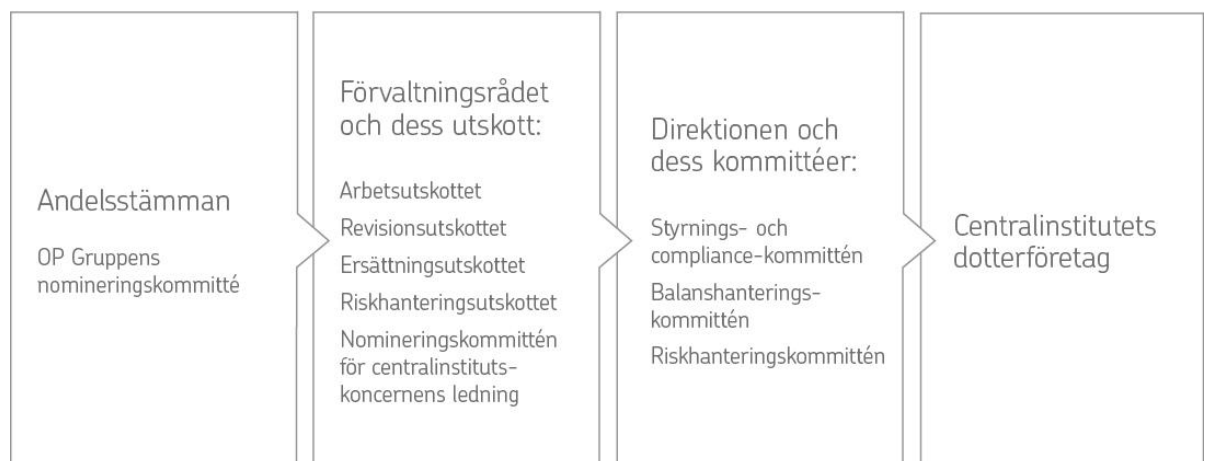 Andelsstämman
OP Gruppens
nomineringskommitté
Förvaltningsrådet
och dess utskott:
Arbetsutskottet
Revisionsutskottet
Ersättningsutskottet
Riskhanteringsutskottet
Nomineringskommittén
för centralinstituts-
koncernens ledning
Direktionen och
dess kommittéer:
Styrnings- och
compliance-kommittén
Balanshanterings-
kommittén
Riskhanteringskommittén
Centralinstitutets
dotterföretag